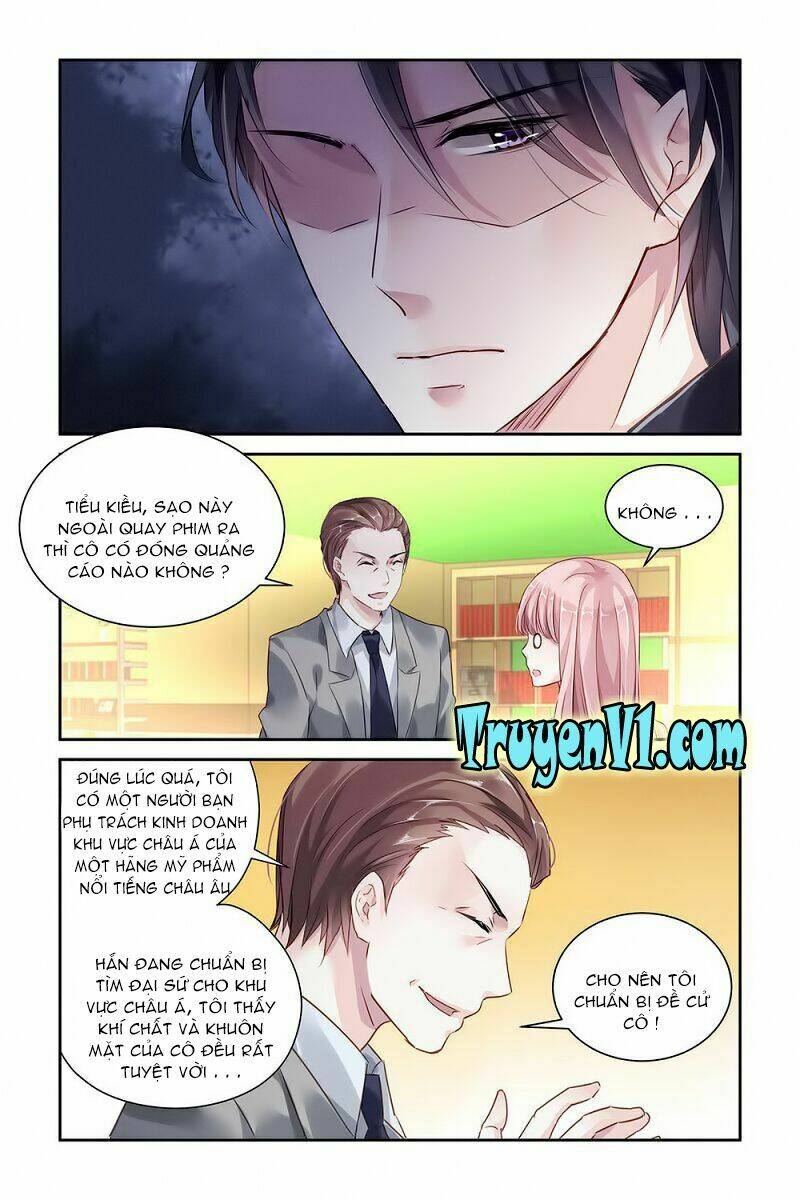 TIỂU KIỀU, SAO NÀY
NGOÀI QUAY PHIM RA
THÌ CÔ CÓ ĐÓNG QUẢNG
CÁO NÀO KHÔNG ?
KHÔNG . . .
TruyenV1.com
ĐÚNG LÚC QUÁ, TÔI
CÓ MỘT NGƯỜI BẠN
PHỤ TRÁCH KINH DOANH
KHU VỰC CHÂU Á CỦA
MỘT HÃNG MỸ PHẨM
NỔI TIẾNG CHÂU ÂU
HẮN ĐANG CHUẨN BỊ
TÌM ĐẠI SỨ CHO KHU
VỰC CHÂU Á, TÔI THẤY
KHÍ CHẤT VÀ KHUÔN
MẶT CỦA CÔ ĐỀU RẤT
TUYỆT VỜI . . .
CHO NÊN TÔI
CHUẨN BỊ ĐỀ CỬ
CÔ !